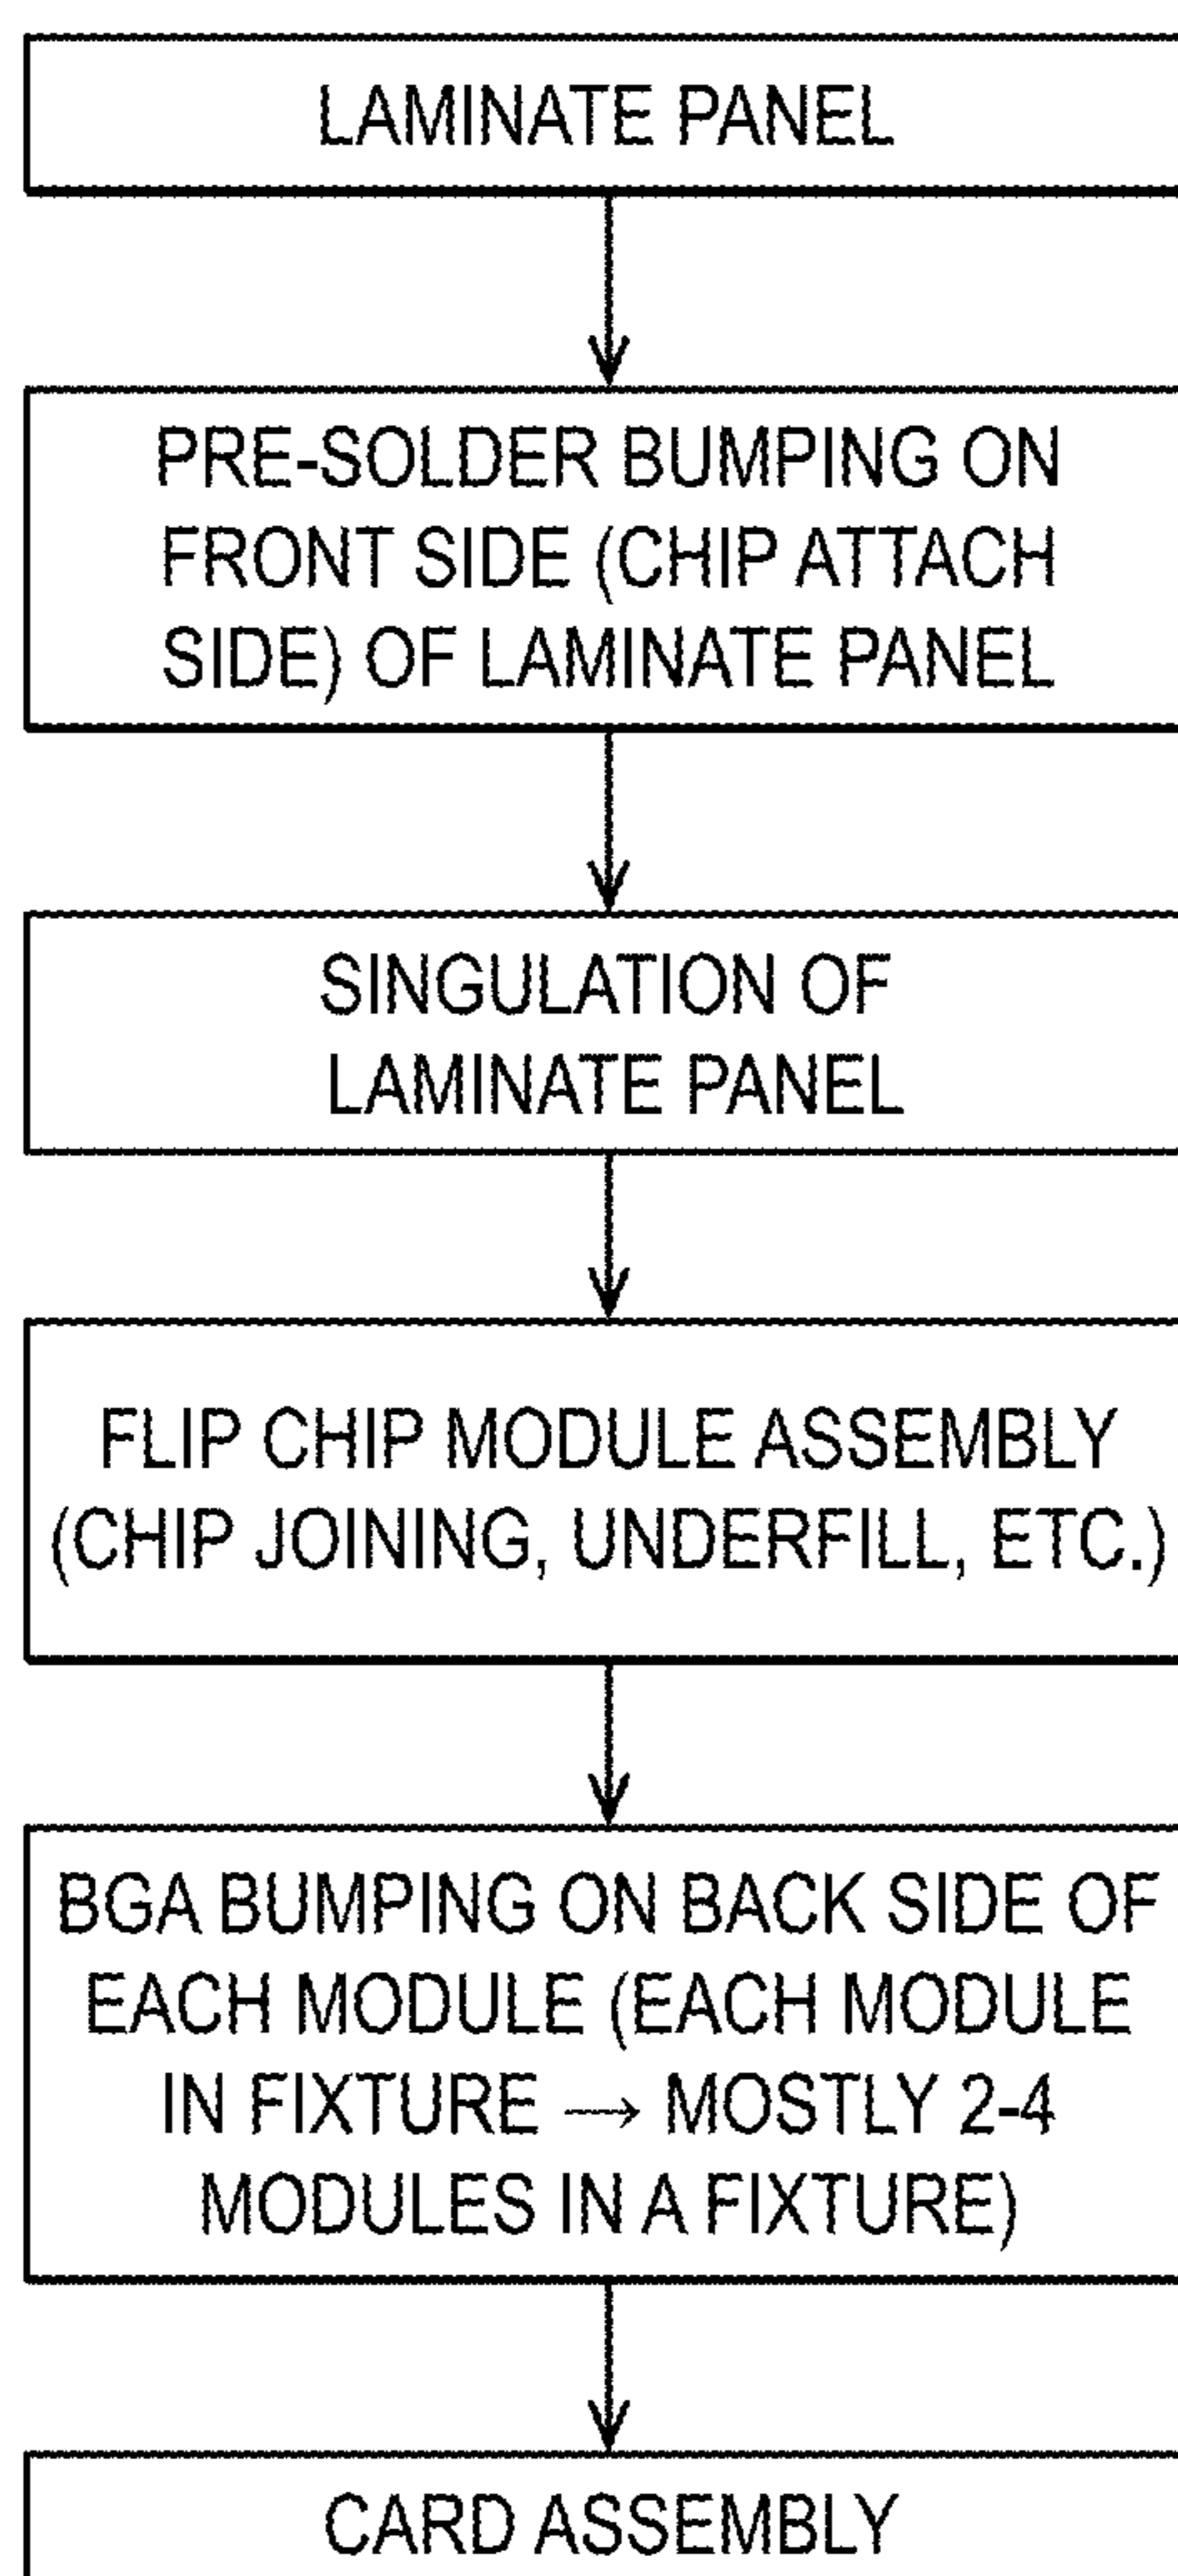 LAMINATE PANEL
PRE-SOLDER BUMPING ON
FRONT SIDE (CHIP ATTACH
SIDE) OF LAMINATE PANEL
SINGULATION OF
LAMINATE PANEL
FLIP CHIP MODULE ASSEMBLY
(CHIP JOINING, UNDERFILL, ETC.)
BGA BUMPING ON BACK SIDE OF
EACH MODULE (EACH MODULE
IN FIXTURE → MOSTLY 2-4
MODULES IN A FIXTURE)
CARD ASSEMBLY